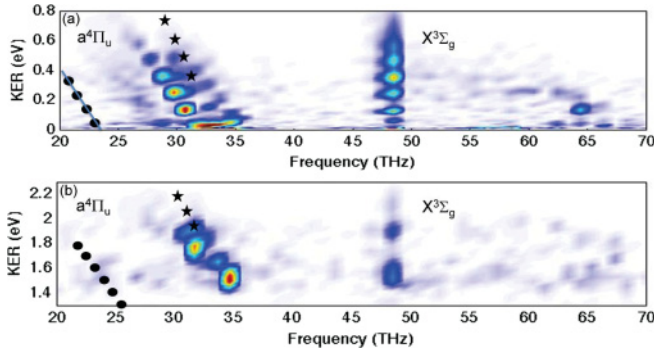 (a)
a⁴Πᵤ
X³Σg
KER (eV)
0.8
0.6
0.4
0.2
0
20 25 30 35 40 45 50 55 60 65 70
Frequency (THz)
(b)
a⁴Πᵤ
X³Σg
KER (eV)
2.2
2.0
1.8
1.6
1.4
20 25 30 35 40 45 50 55 60 65 70
Frequency (THz)